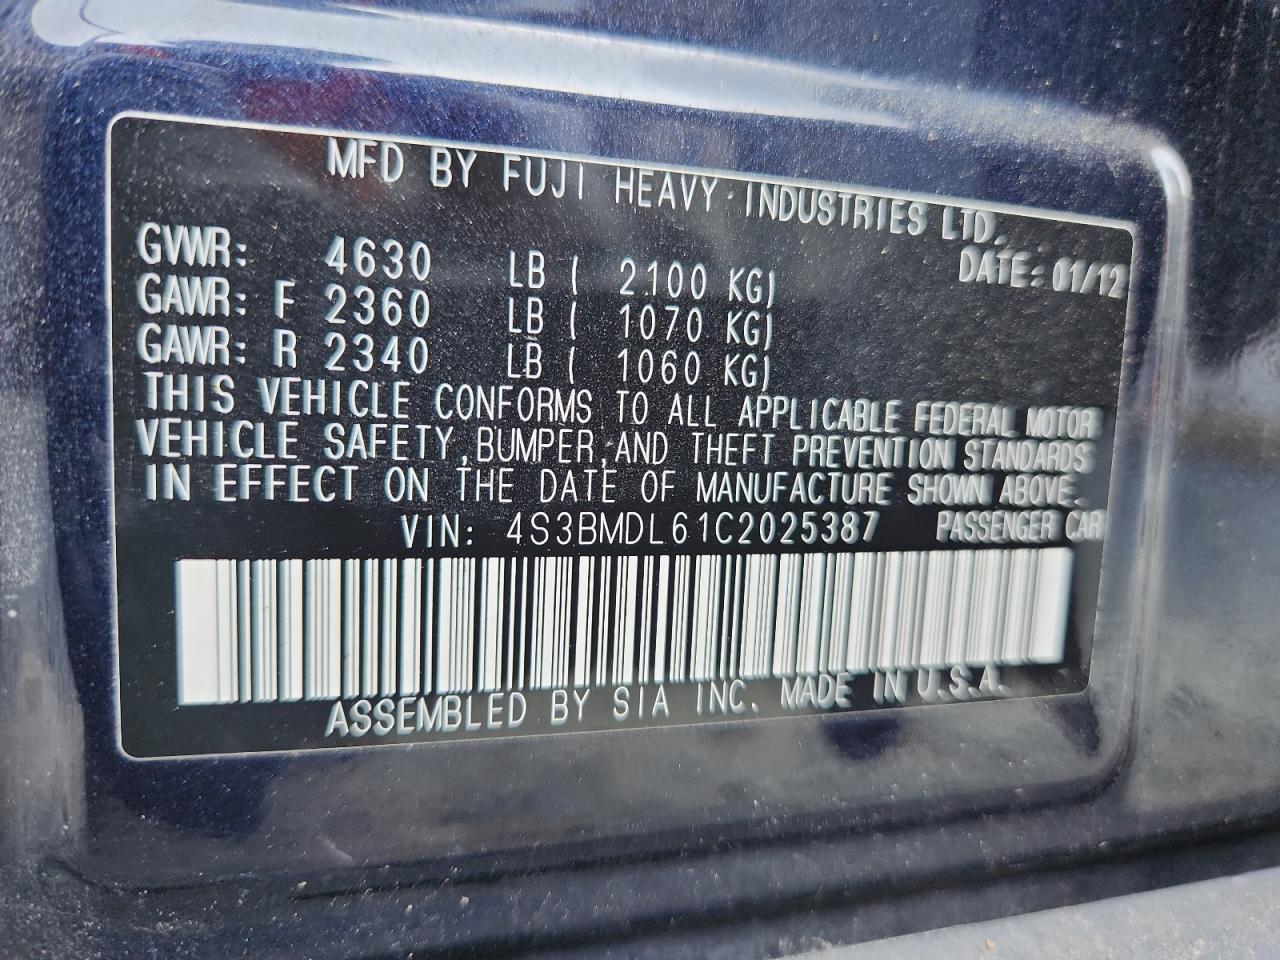 MFD BY FUJI HEAVY INDUSTRIES LTD.
DATE: 01/12
GVWR: 4630 LB ( 2100 KG)
GAWR: F 2360 LB ( 1070 KG)
GAWR: R 2340 LB ( 1060 KG)
THIS VEHICLE CONFORMS TO ALL APPLICABLE FEDERAL MOTOR
VEHICLE SAFETY,BUMPER,AND THEFT PREVENTION STANDARDS
IN EFFECT ON THE DATE OF MANUFACTURE SHOWN ABOVE.
VIN: 4S3BMDL61C2025387 PASSENGER CAR
ASSEMBLED BY SIA INC. MADE IN U.S.A.